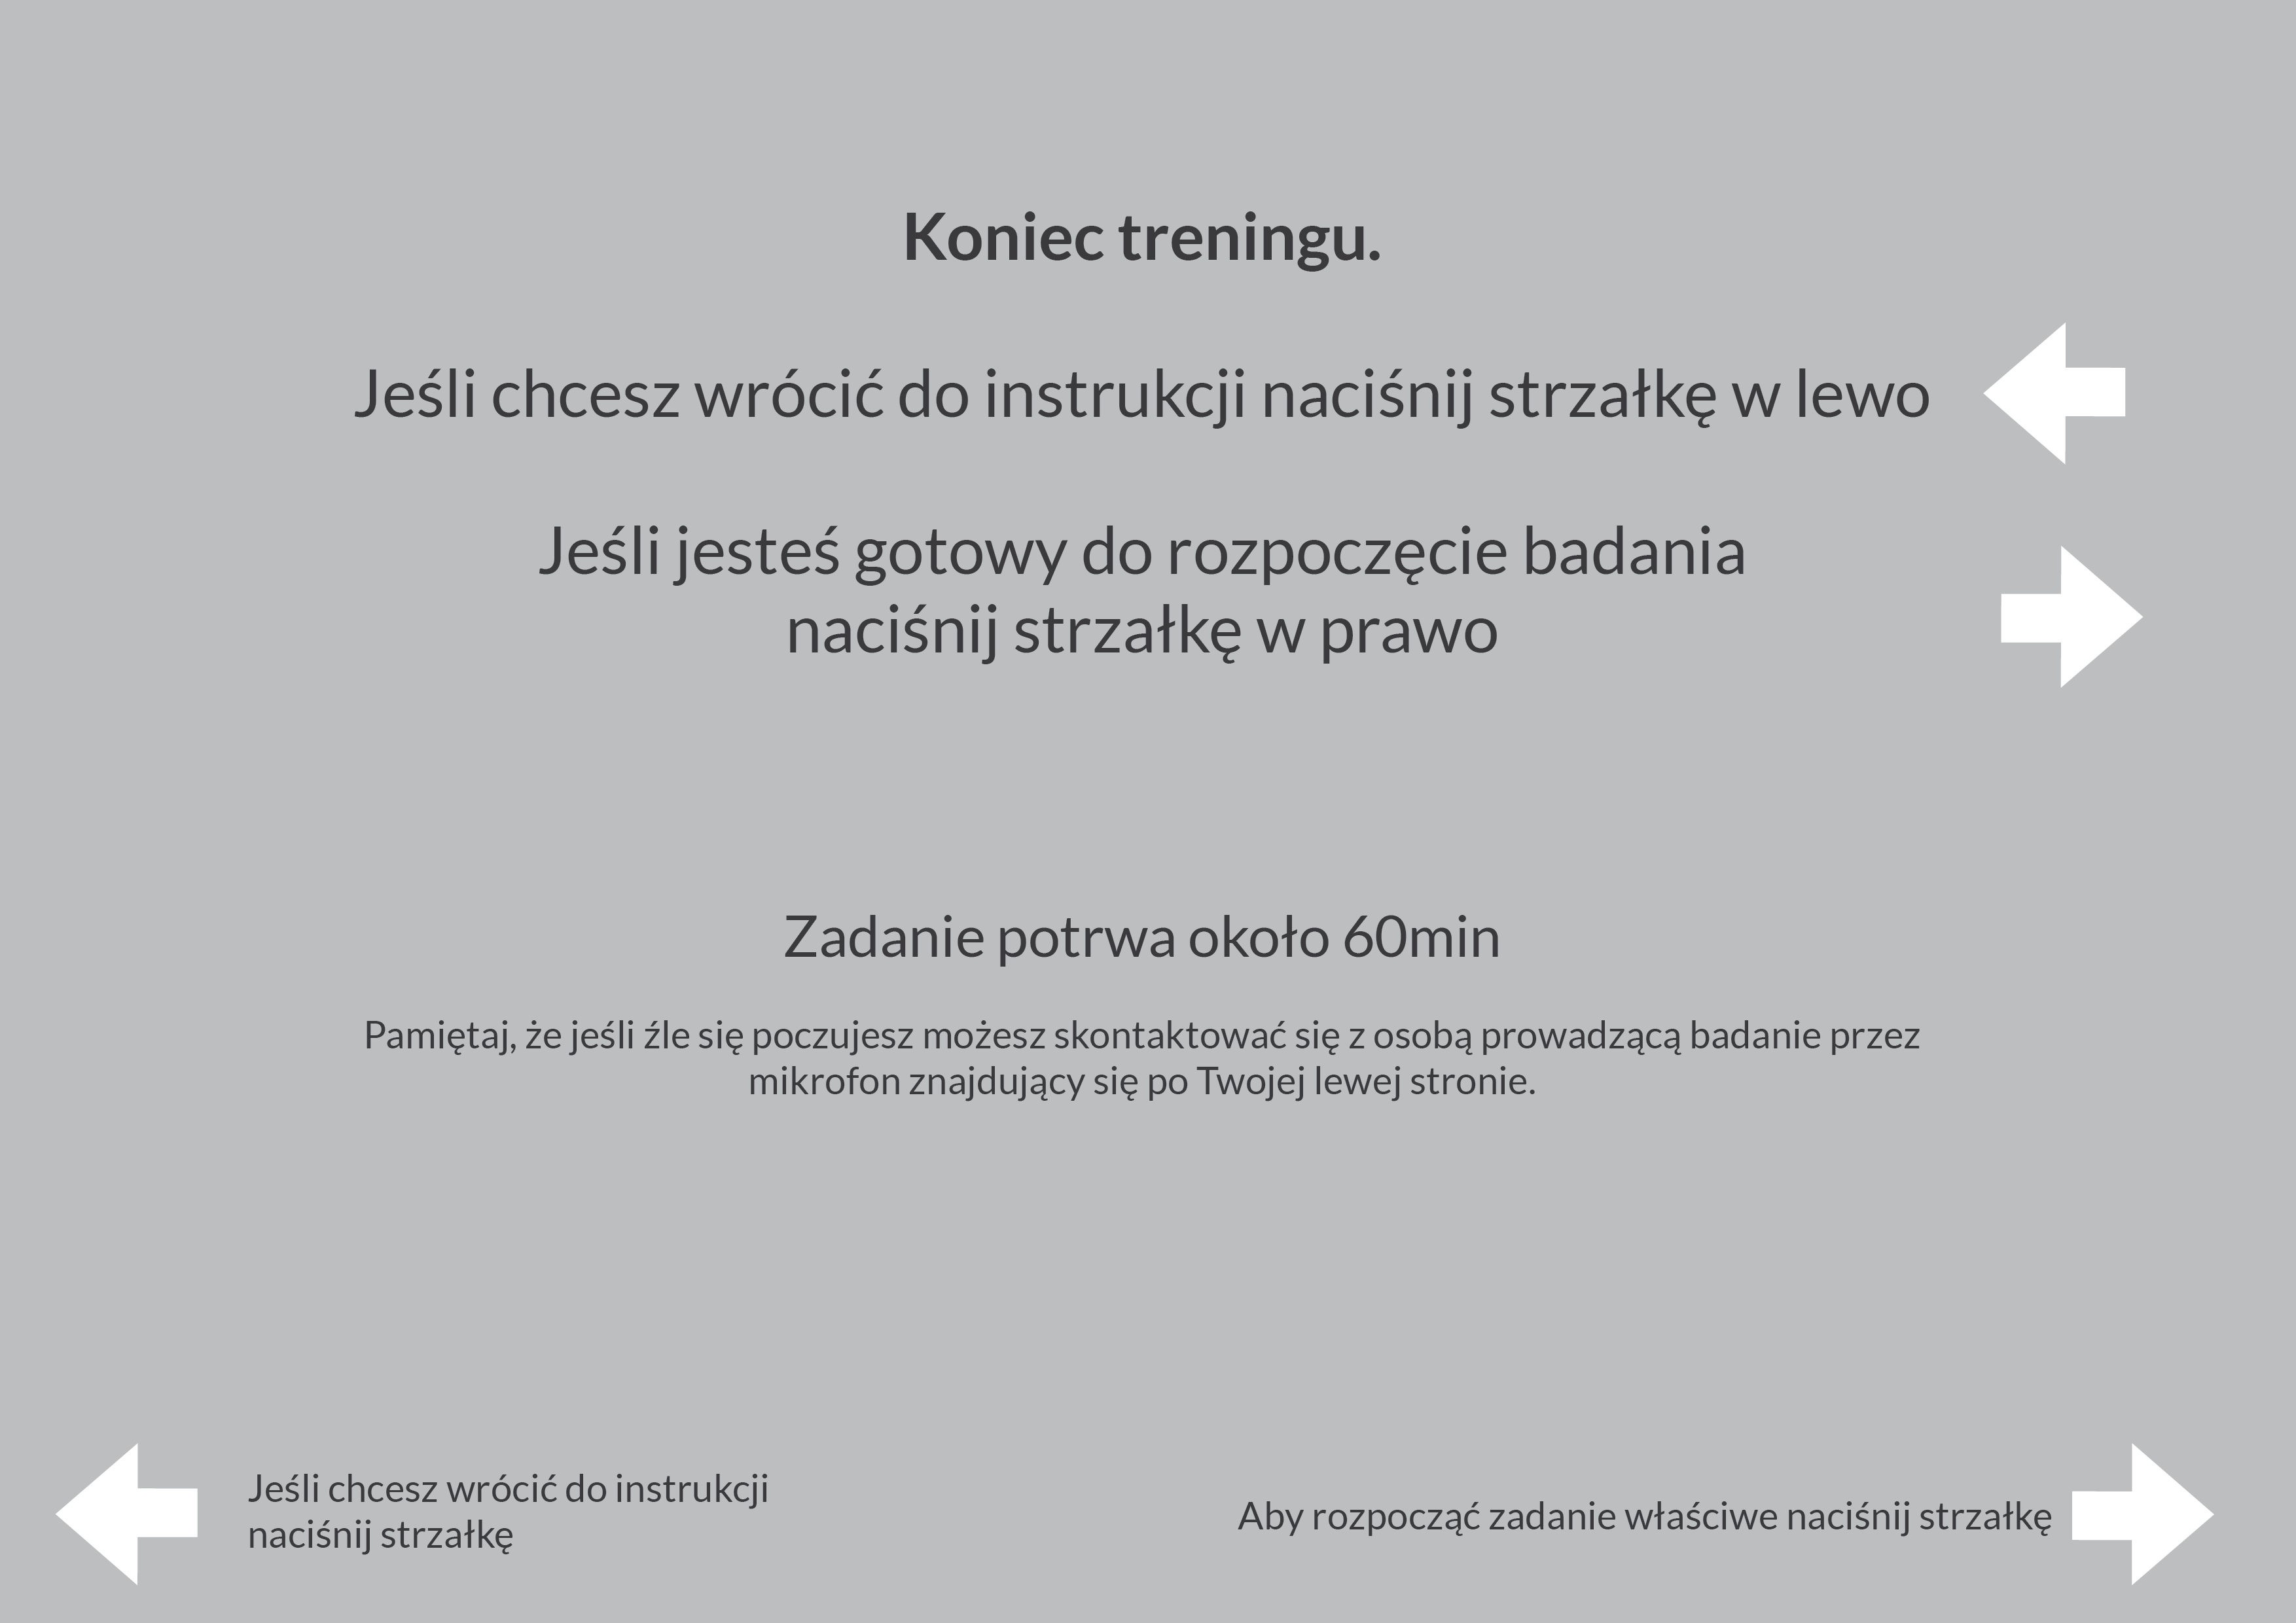 Koniec treningu.
Jeśli chcesz wrócić do instrukcji naciśnij strzałkę w lewo
Jeśli jesteś gotowy do rozpoczęcie badania
naciśnij strzałkę w prawo
Zadanie potrwa około 60min
Pamiętaj, że jeśli źle się poczujesz możesz skontaktować się z osobą prowadzącą badanie przez
mikrofon znajdujący się po Twojej lewej stronie.
Jeśli chcesz wrócić do instrukcji
naciśnij strzałkę
Aby rozpocząć zadanie właściwe naciśnij strzałkę